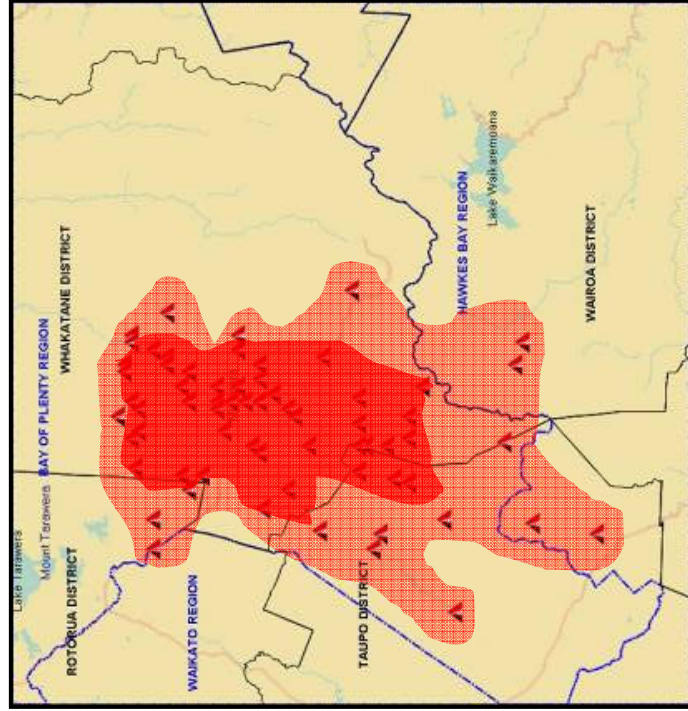 Lake Tarawera
Mount Tarawera
BAY OF PLENTY REGION
ROTORUA DISTRICT
WHAKATANE DISTRICT
WAIKATO REGION
TAUPO DISTRICT
HAWKES BAY REGION
Lake Waikaremoana
WAIROA DISTRICT